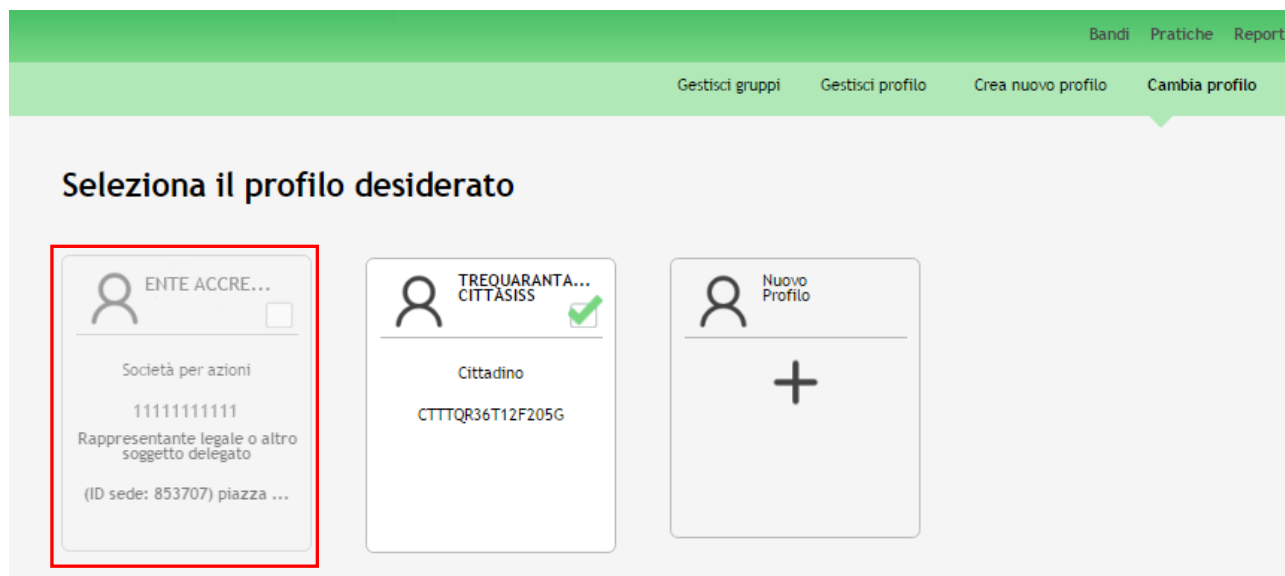 Bandi Pratiche Report
Gestisci gruppi Gestisci profilo Crea nuovo profilo Cambia profilo
Seleziona il profilo desiderato
ENTE ACCRE...
Società per azioni
11111111111
Rappresentante legale o altro
soggetto delegato
(ID sede: 853707) piazza ...
TREQUARANTA...
CITTÀSISS
Cittadino
CTTTQR36T12F205G
Nuovo
Profilo